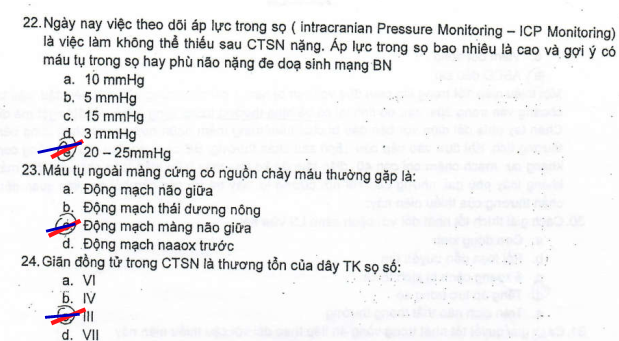 22. Ngày nay việc theo dõi áp lực trong sọ ( intracranian Pressure Monitoring – ICP Monitoring)
là việc làm không thể thiếu sau CTSN nặng. Áp lực trong sọ bao nhiêu là cao và gợi ý có
máu tụ trong sọ hay phù não nặng đe doạ sinh mạng BN
a. 10 mmHg
b. 5 mmHg
c. 15 mmHg
d. 3 mmHg
20 – 25mmHg
23. Máu tụ ngoài màng cứng có nguồn chảy máu thường gặp là:
a. Động mạch não giữa
b. Động mạch thái dương nông
c. Động mạch màng não giữa
d. Động mạch naaox trước
24. Giãn đồng tử trong CTSN là thương tổn của dây TK sọ số:
a. VI
b. IV
c. III
d. VII